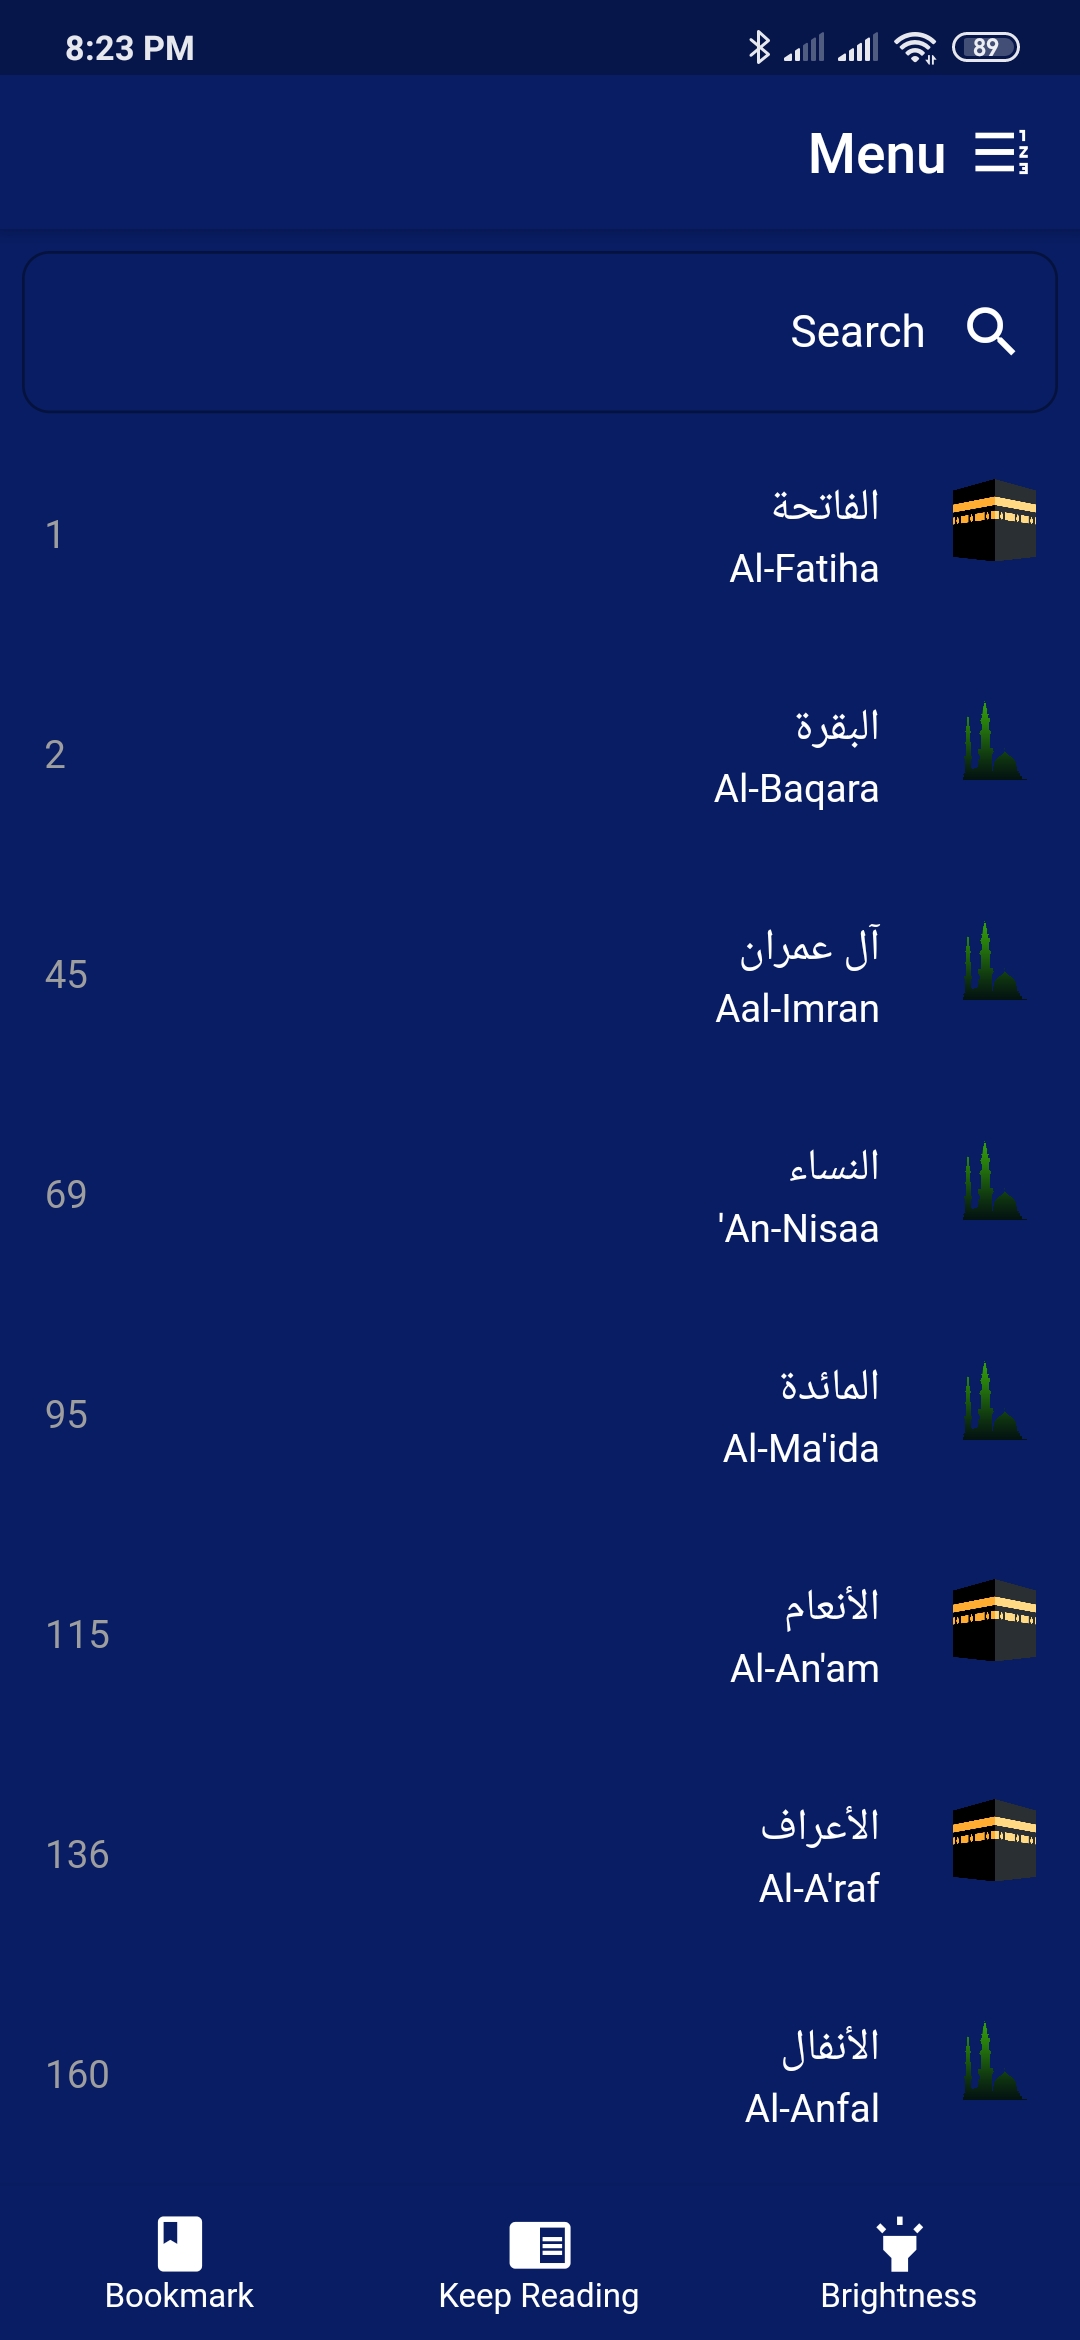 8:23 PM
89
Menu
Search
الفاتحة
Al-Fatiha
1
البقرة
Al-Baqara
2
آل عمران
Aal-Imran
45
النساء
'An-Nisaa
69
المائدة
Al-Ma'ida
95
الأنعام
Al-An'am
115
الأعراف
Al-A'raf
136
الأنفال
Al-Anfal
160
Bookmark
Keep Reading
Brightness